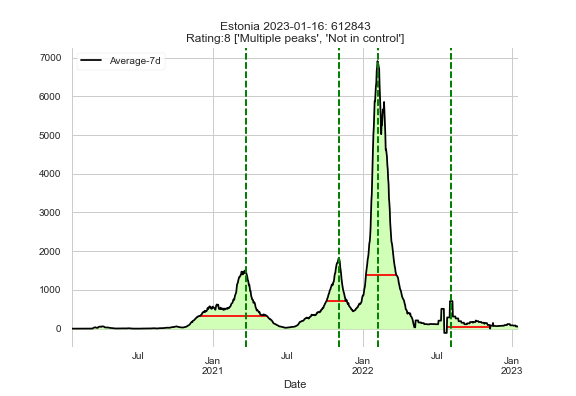 Estonia 2023-01-16: 612843
Rating:8 ['Multiple peaks', 'Not in control']
Average-7d
7000
6000
5000
4000
3000
2000
1000
0
Jul
Jan
2021
Jul
Jan
2022
Jul
Jan
2023
Date